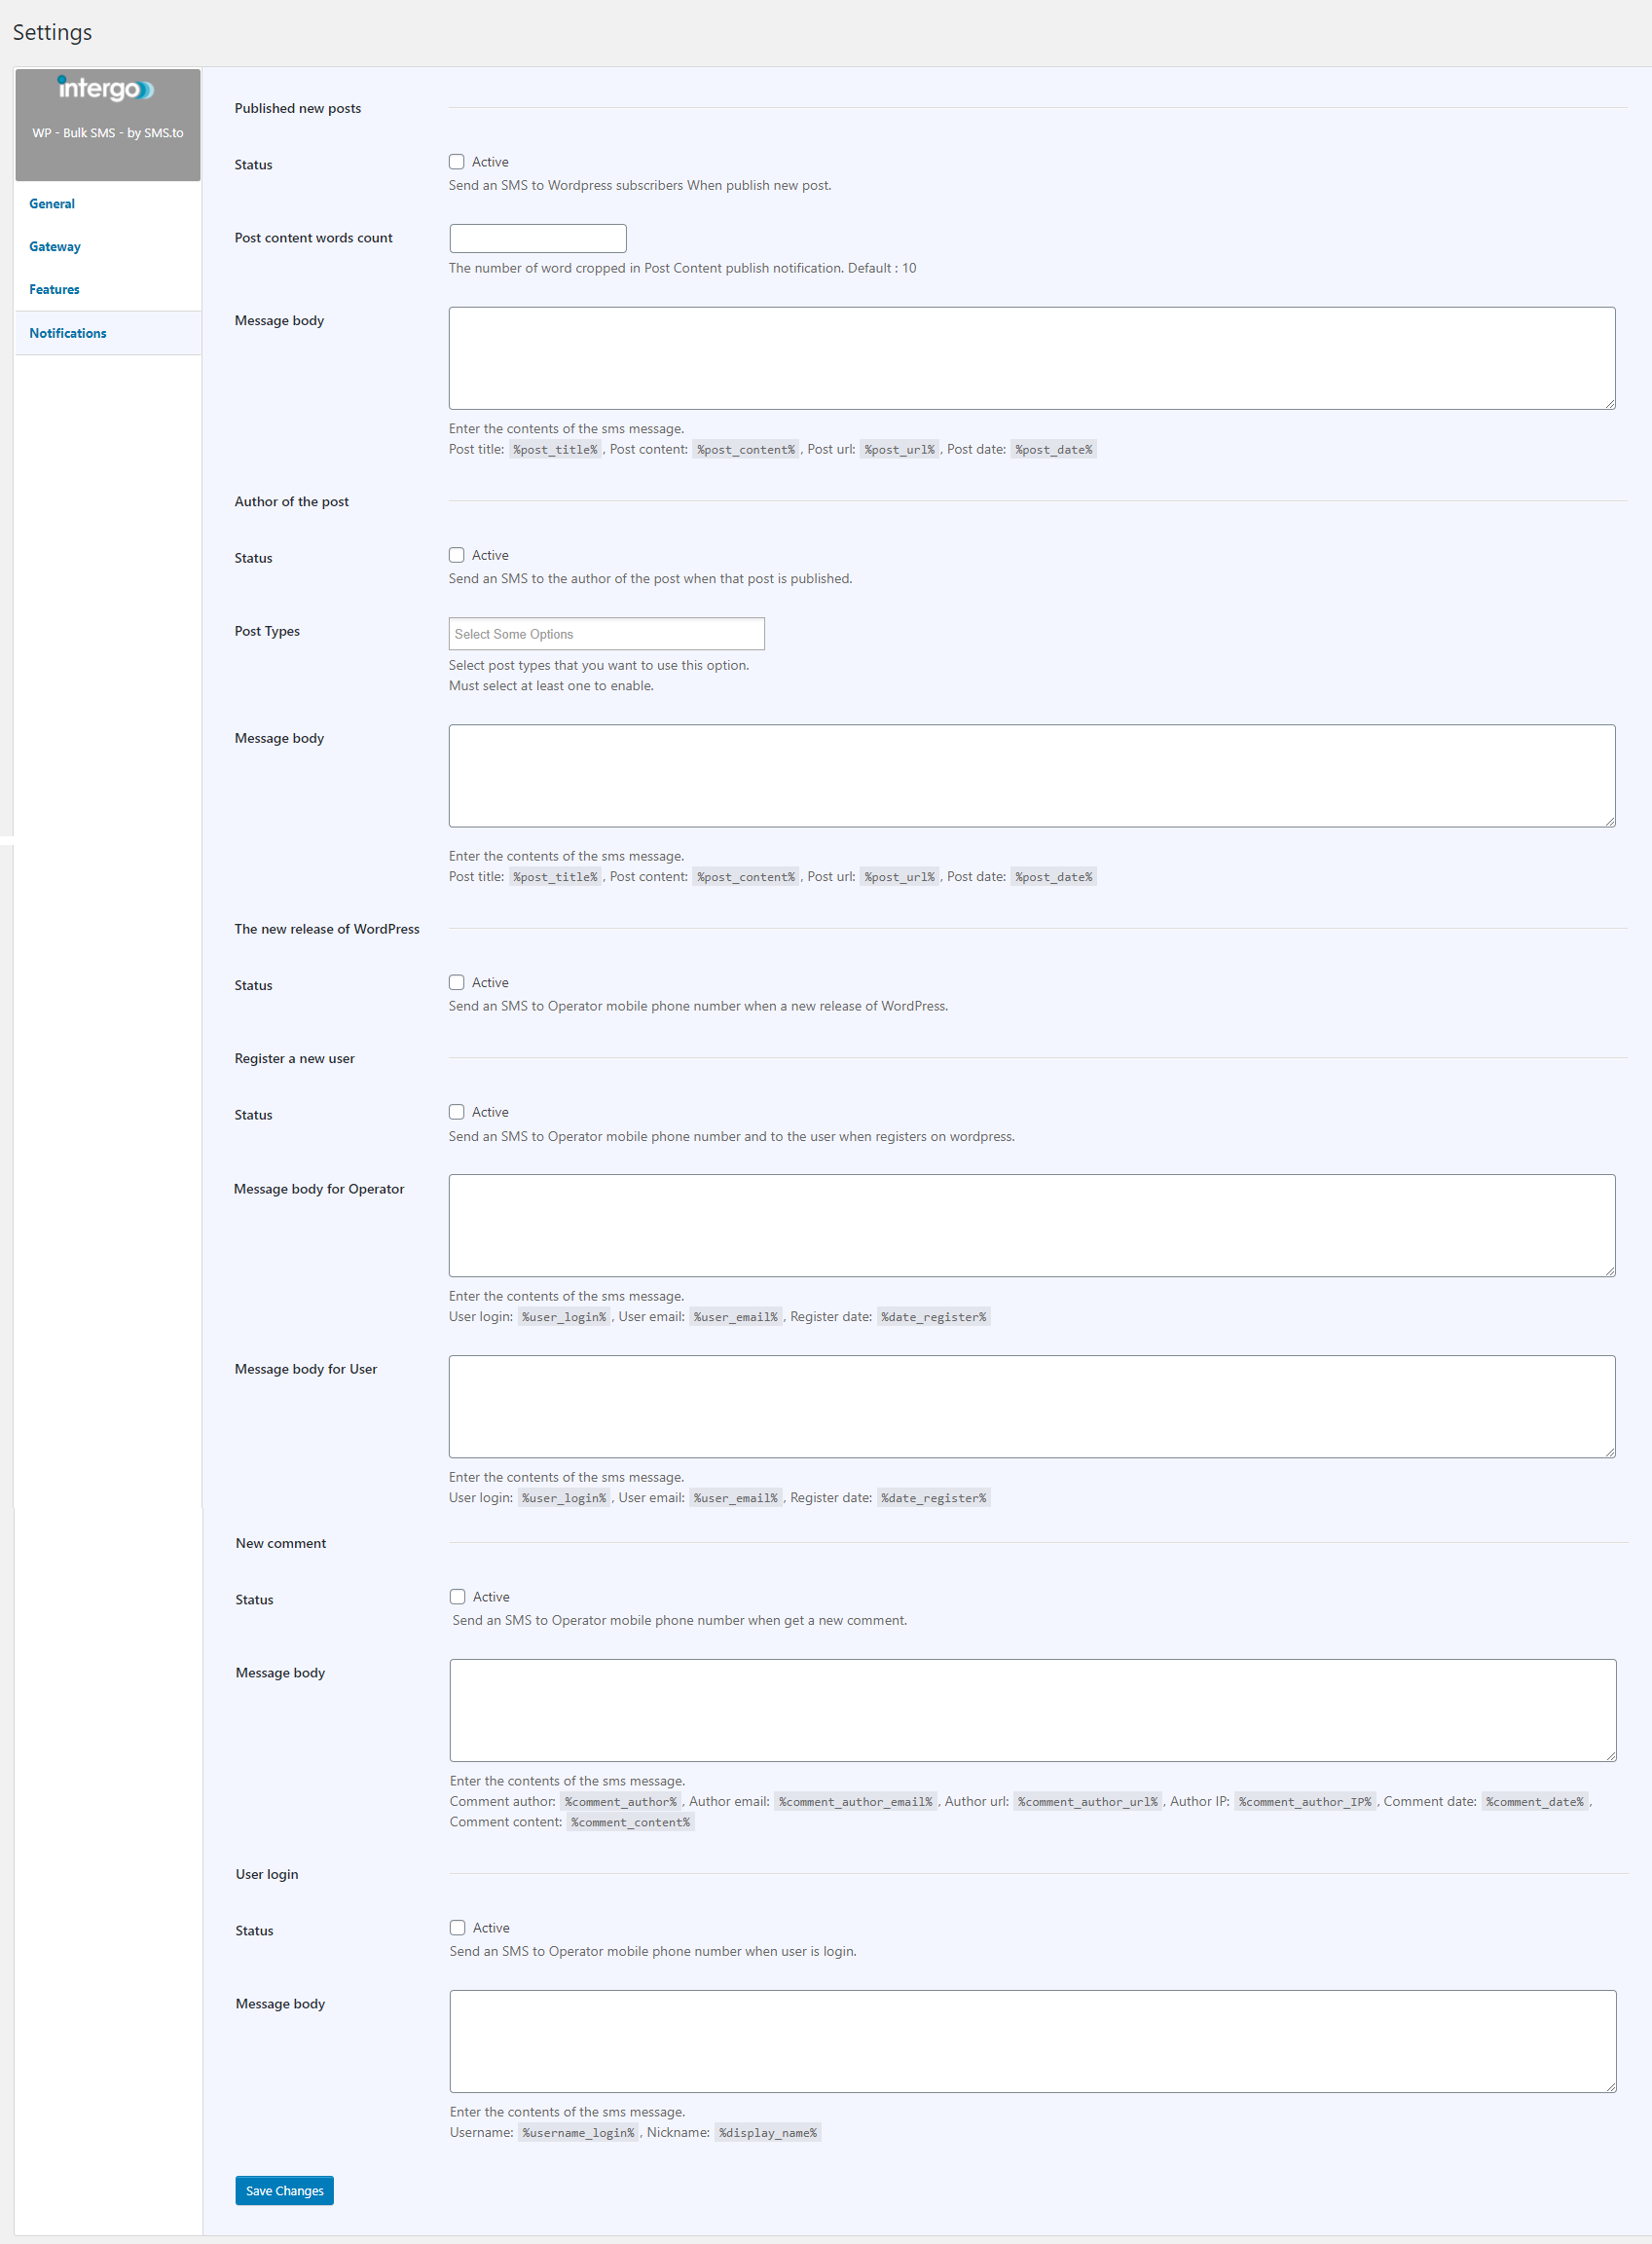 Settings
intergo
WP - Bulk SMS - by SMS.to
General
Gateway
Features
Notifications
Published new posts
Status
Active
Send an SMS to Wordpress subscribers When publish new post.
Post content words count
The number of word cropped in Post Content publish notification. Default : 10
Message body
Enter the contents of the sms message.
Post title: %post_title%, Post content: %post_content%, Post url: %post_url%, Post date: %post_date%
Author of the post
Status
Active
Send an SMS to the author of the post when that post is published.
Post Types
Select Some Options
Select post types that you want to use this option.
Must select at least one to enable.
Message body
Enter the contents of the sms message.
Post title: %post_title%, Post content: %post_content%, Post url: %post_url%, Post date: %post_date%
The new release of WordPress
Status
Active
Send an SMS to Operator mobile phone number when a new release of WordPress.
Register a new user
Status
Active
Send an SMS to Operator mobile phone number and to the user when registers on wordpress.
Message body for Operator
Enter the contents of the sms message.
User login: %user_login%, User email: %user_email%, Register date: %date_register%
Message body for User
Enter the contents of the sms message.
User login: %user_login%, User email: %user_email%, Register date: %date_register%
New comment
Status
Active
Send an SMS to Operator mobile phone number when get a new comment.
Message body
Enter the contents of the sms message.
Comment author: %comment_author%, Author email: %comment_author_email%, Author url: %comment_author_url%, Author IP: %comment_author_IP%, Comment date: %comment_date%,
Comment content: %comment_content%
User login
Status
Active
Send an SMS to Operator mobile phone number when user is login.
Message body
Enter the contents of the sms message.
Username: %username_login%, Nickname: %display_name%
Save Changes